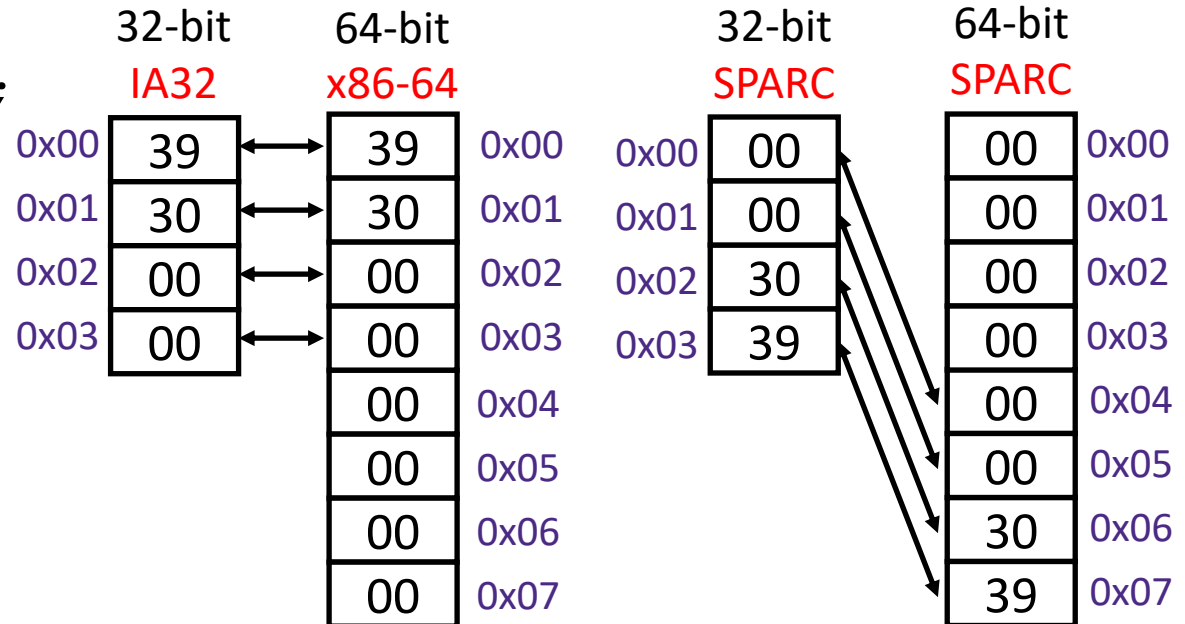 32-bit 64-bit 32-bit 64-bit
; IA32 x86-64 SPARC SPARC
0x00 39 39 0x00 0x00 00 00 0x00
0x01 30 30 0x01 0x01 00 00 0x01
0x02 00 00 0x02 0x02 30 00 0x02
0x03 00 00 0x03 0x03 39 00 0x03
00 0x04 00 0x04
00 0x05 00 0x05
00 0x06 30 0x06
00 0x07 39 0x07